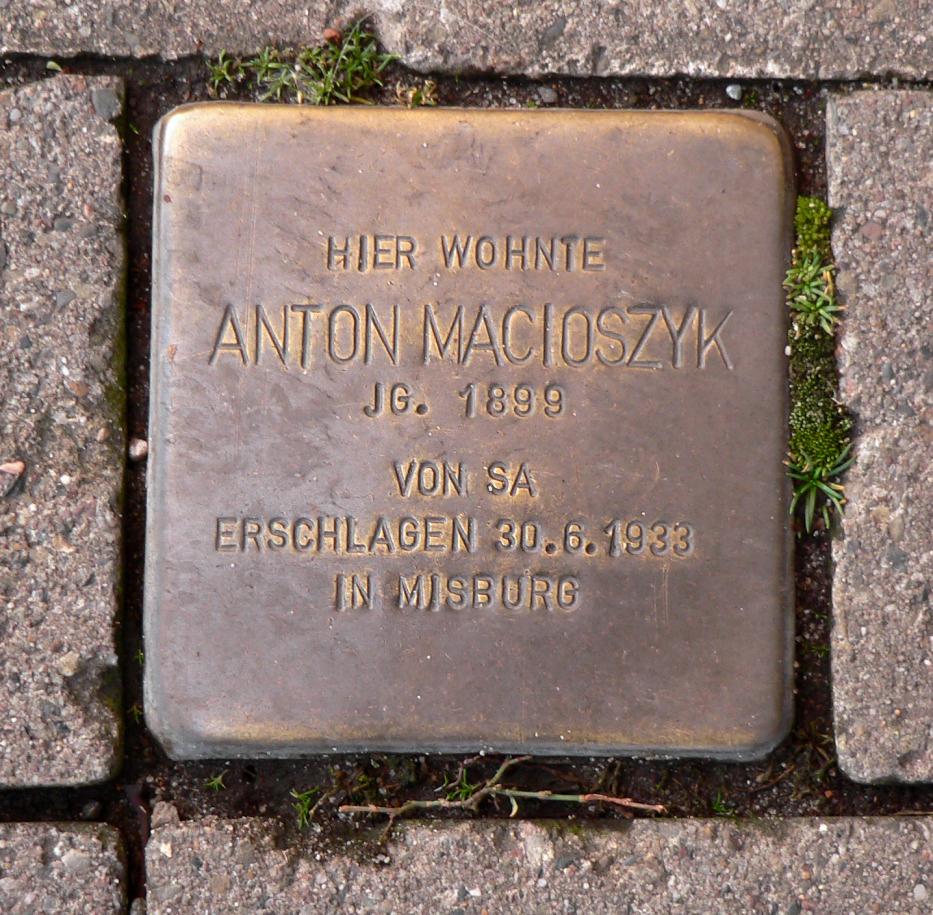 HIER WOHNTE
ANTON MACIOSZYK
JG. 1899
VON SA
ERSCHLAGEN 30.6.1933
IN MISBURG